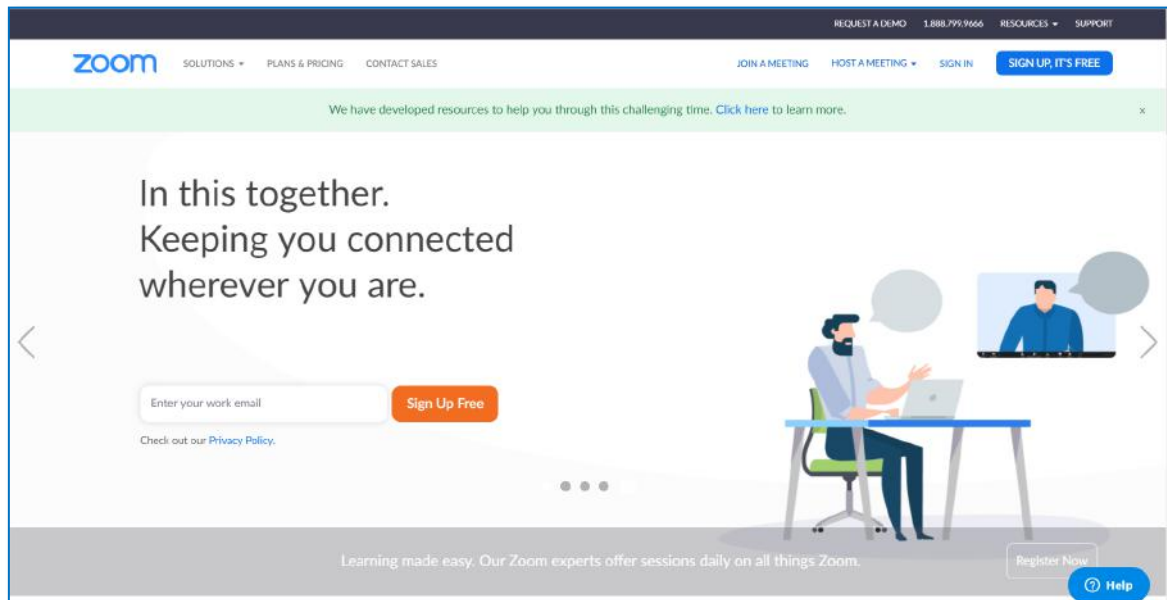 REQUEST A DEMO 1.888.799.9666 RESOURCES SUPPORT
zoom SOLUTIONS PLANS & PRICING CONTACT SALES JOIN A MEETING HOST A MEETING SIGN IN SIGN UP, IT'S FREE
We have developed resources to help you through this challenging time. Click here to learn more. x
In this together.
Keeping you connected
wherever you are.
Enter your work email Sign Up Free
Check out our Privacy Policy.
Learning made easy. Our Zoom experts offer sessions daily on all things Zoom. Register Now
? Help